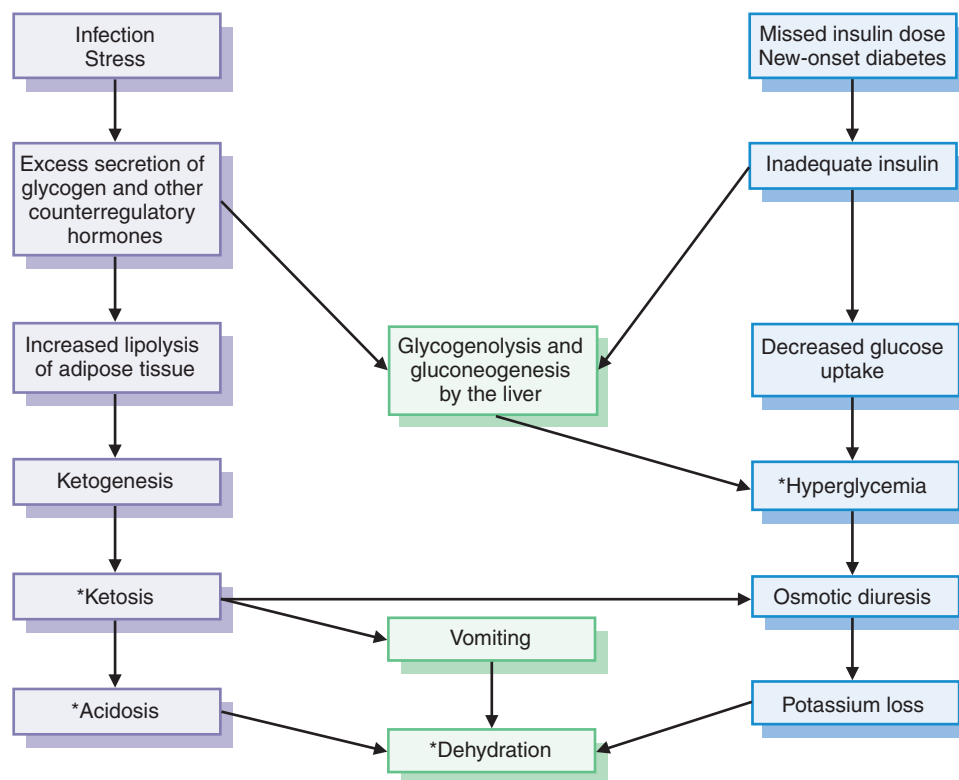 Infection
Stress
Missed insulin dose
New-onset diabetes
Excess secretion of
glycogen and other
counterregulatory
hormones
Inadequate insulin
Increased lipolysis
of adipose tissue
Glycogenolysis and
gluconeogenesis
by the liver
Decreased glucose
uptake
Ketogenesis
*Hyperglycemia
*Ketosis
Osmotic diuresis
Vomiting
*Acidosis
Potassium loss
*Dehydration